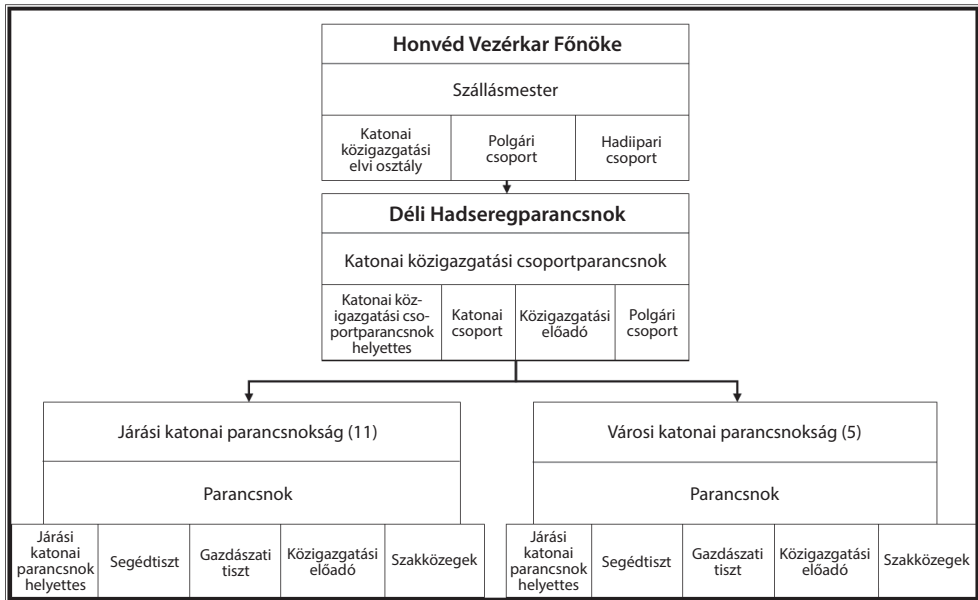 Honvéd Vezérkar Főnöke
Szállásmester
Katonai
közigazgatási
elvi osztály
Polgári
csoport
Hadiipari
csoport
Déli Hadseregparancsnok
Katonai közigazgatási csoportparancsnok
Katonai köz-
igazgatási cso-
portparancsnok
helyettes
Katonai
csoport
Közigazgatási
előadó
Polgári
csoport
Járási katonai parancsnokság (11)
Parancsnok
Járási
katonai
parancsnok
helyettes
Segédtiszt
Gazdászati
tiszt
Közigazgatási
előadó
Szakközegek
Városi katonai parancsnokság (5)
Parancsnok
Járási
katonai
parancsnok
helyettes
Segédtiszt
Gazdászati
tiszt
Közigazgatási
előadó
Szakközegek